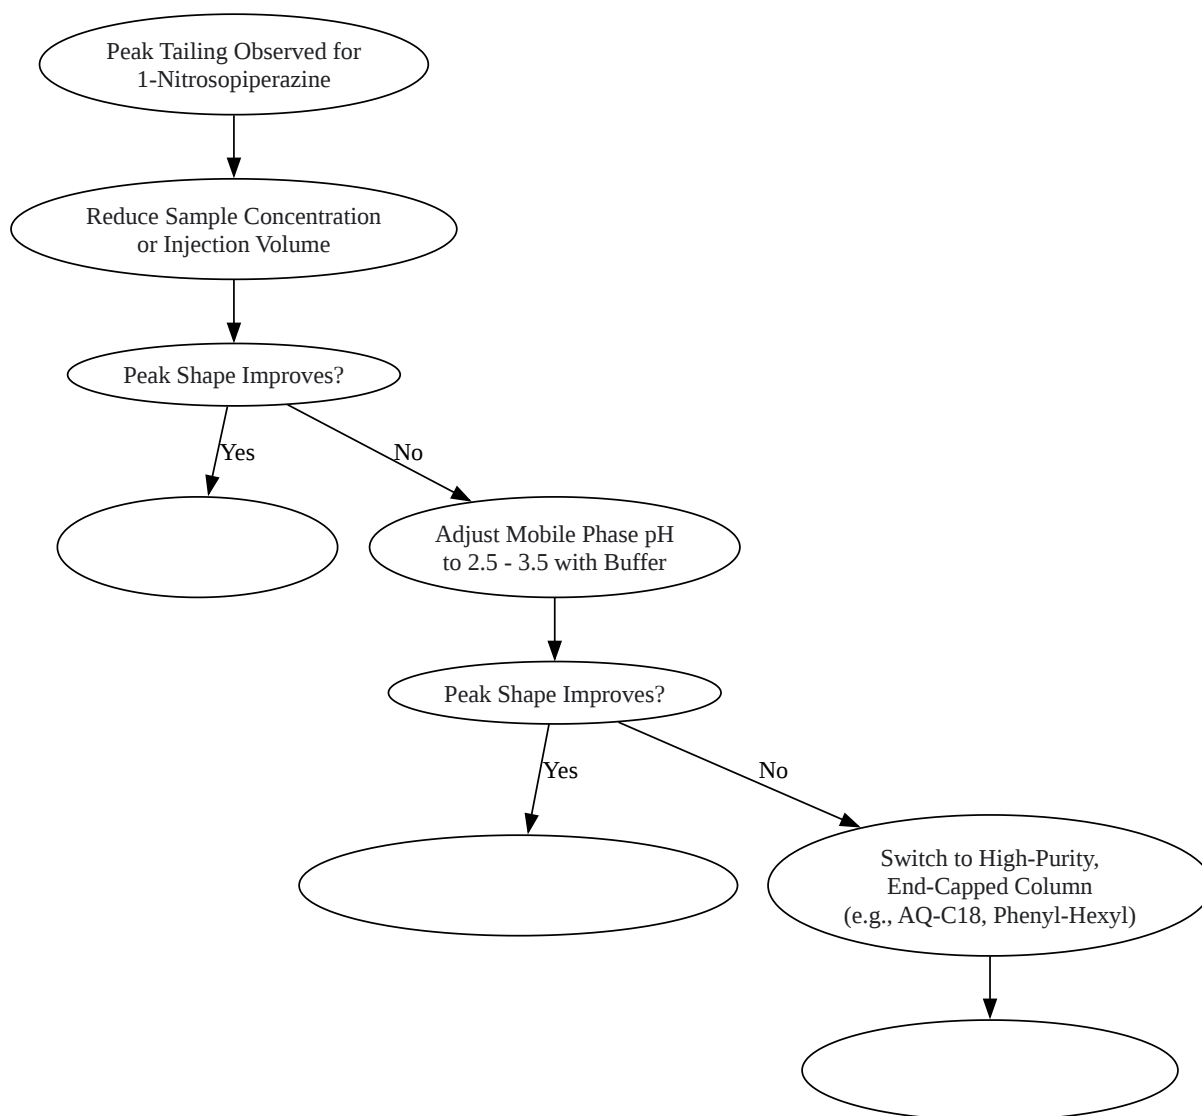 Peak Tailing Observed for
1-Nitrosopiperazine
Reduce Sample Concentration
or Injection Volume
Peak Shape Improves?
Yes
No
Adjust Mobile Phase pH
to 2.5 - 3.5 with Buffer
Peak Shape Improves?
Yes
No
Switch to High-Purity,
End-Capped Column
(e.g., AQ-C18, Phenyl-Hexyl)